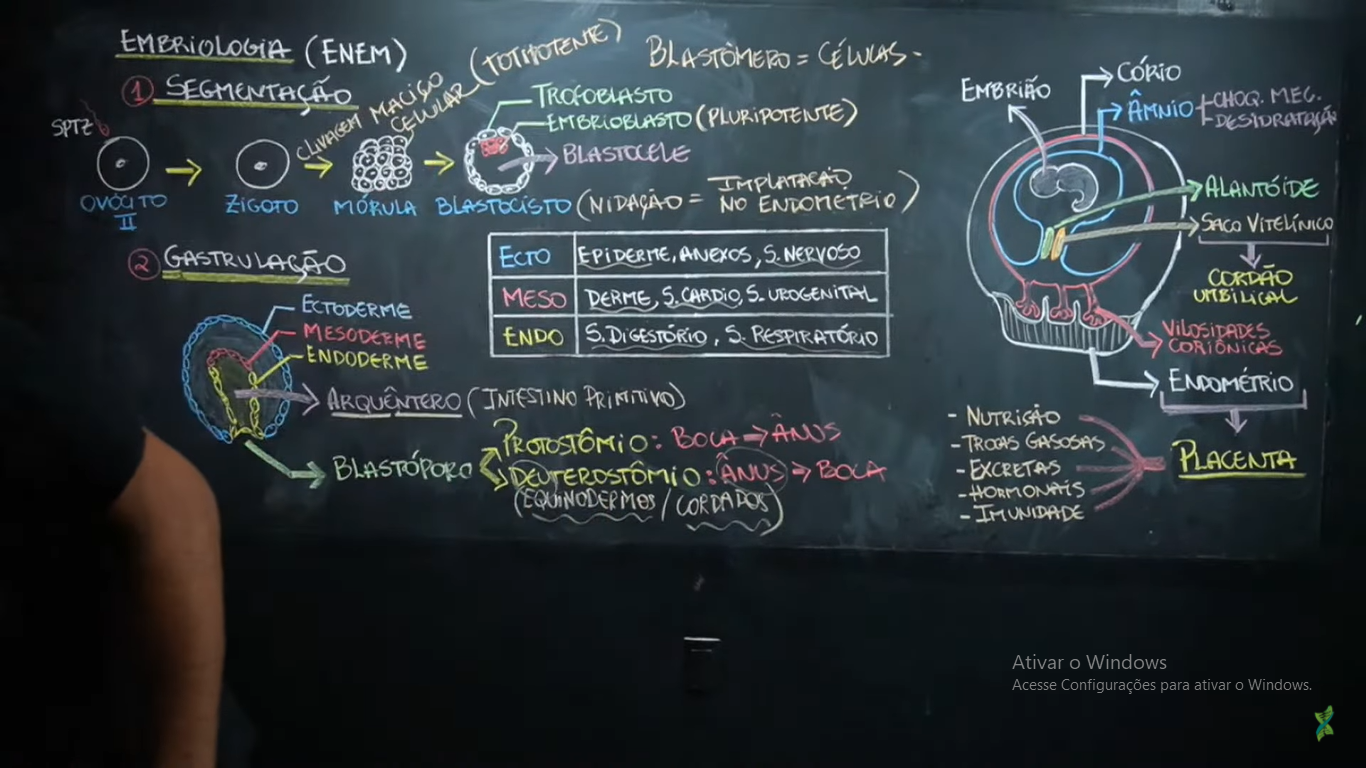 EMBRIOLOGIA (ENEM)
BLASTÔMERO = CÉLULAS.
1 SEGMENTAÇÃO
SPTZ
CLIVAGEM
MACIÇO CELULAR (TOTIPOTENTE)
TROFOBLASTO
EMBRIOBLASTO (PLURIPOTENTE)
BLASTOCELE
OVÓCITO II
ZIGOTO
MÓRULA
BLASTOCISTO (NIDAÇÃO = IMPLATAÇÃO NO ENDOMÉTRIO)
2 GASTRULAÇÃO
ECTODERME
MESODERME
ENDODERME
ARQUÊNTERO (INTESTINO PRIMITIVO)
BLASTÓPORO
PROTOSTÔMIO: BOCA → ÂNUS
DEUTEROSTÔMIO: ÂNUS → BOCA
(EQUINODERMOS / CORDADOS)
ECTO EPIDERME, ANEXOS, S. NERVOSO
MESO DERME, S. CARDIO, S. UROGENITAL
ENDO S. DIGESTÓRIO, S. RESPIRATÓRIO
EMBRIÃO
CÓRIO
ÂMNIO
CHOQ. MEC.
DESIDRATAÇÃO
ALANTÓIDE
SACO VITELÍNICO
CORDÃO UMBILICAL
VILOSIDADES CORIÔNICAS
ENDOMÉTRIO
PLACENTA
- NUTRIÇÃO
- TROCAS GASOSAS
- EXCRETAS
- HORMONAIS
- IMUNIDADE
Ativar o Windows
Acesse Configurações para ativar o Windows.